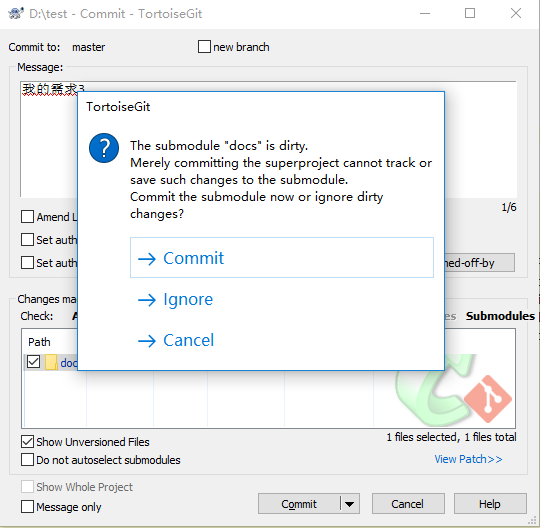 D:\test - Commit - TortoiseGit
Commit to: master new branch
Message:
我的需求3
TortoiseGit
The submodule "docs" is dirty.
Merely committing the superproject cannot track or
save such changes to the submodule.
Commit the submodule now or ignore dirty
changes?
Commit
Ignore
Cancel
1/6
Amend L
Set auth
Set auth
ned-off-by
Changes ma
Check: Submodules
Path
doc
Show Unversioned Files
1 files selected, 1 files total
Do not autoselect submodules
View Patch>>
Show Whole Project
Message only
Commit
Cancel
Help